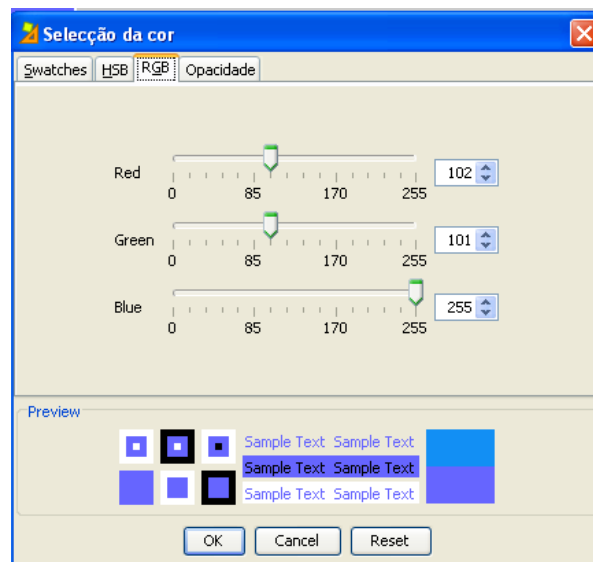 Selecção da cor
Swatches HSB RGB Opacidade
Red 102
0 85 170 255
Green 101
0 85 170 255
Blue 255
0 85 170 255
Preview
Sample Text Sample Text
Sample Text Sample Text
Sample Text Sample Text
OK Cancel Reset